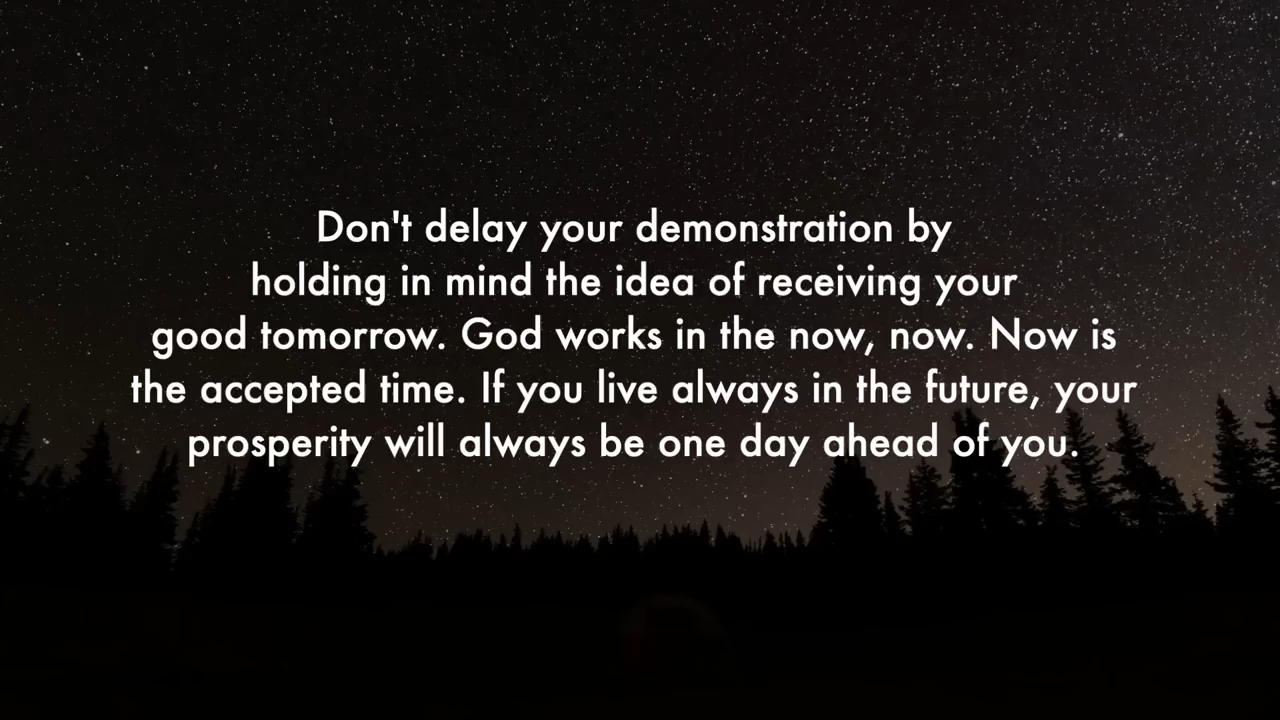 Don't delay your demonstration by
holding in mind the idea of receiving your
good tomorrow. God works in the now, now. Now is
the accepted time. If you live always in the future, your
prosperity will always be one day ahead of you.